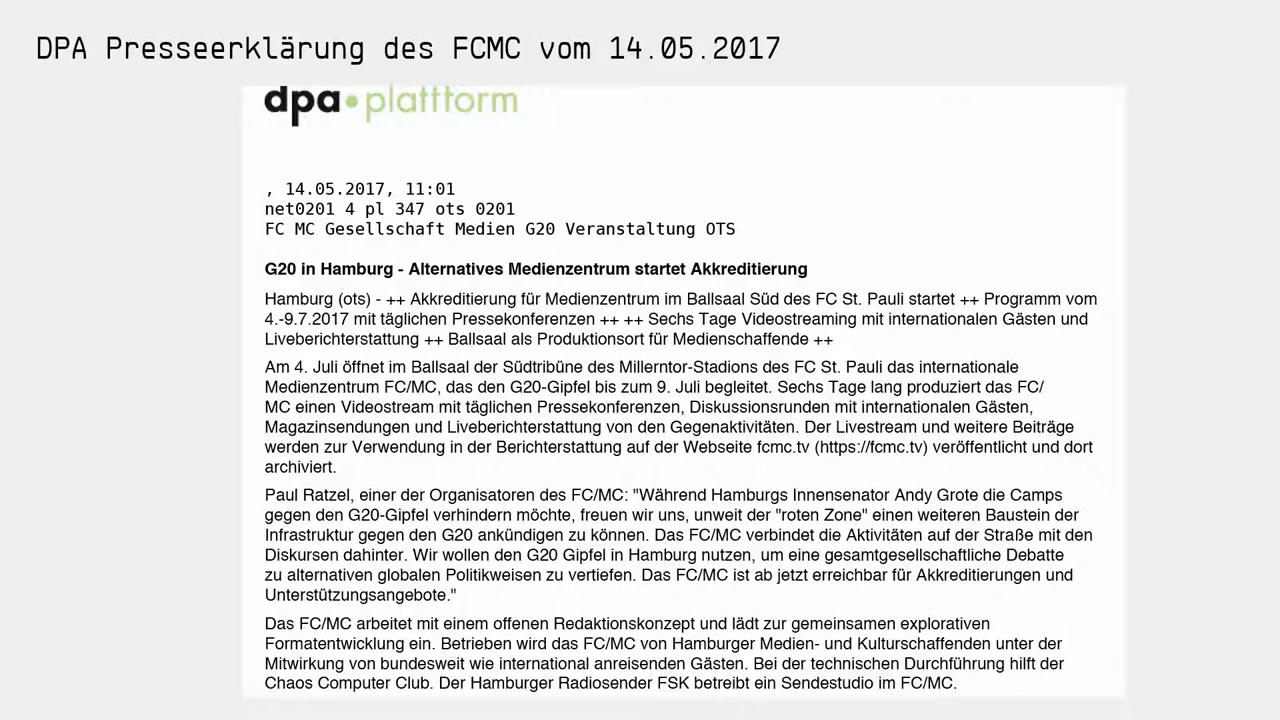 DPA Presseerklärung des FCMC vom 14.05.2017
dpa•plattform
, 14.05.2017, 11:01
net0201 4 pl 347 ots 0201
FC MC Gesellschaft Medien G20 Veranstaltung OTS
G20 in Hamburg - Alternatives Medienzentrum startet Akkreditierung
Hamburg (ots) - ++ Akkreditierung für Medienzentrum im Ballsaal Süd des FC St. Pauli startet ++ Programm vom
4.-9.7.2017 mit täglichen Pressekonferenzen ++ ++ Sechs Tage Videostreaming mit internationalen Gästen und
Liveberichterstattung ++ Ballsaal als Produktionsort für Medienschaffende ++
Am 4. Juli öffnet im Ballsaal der Südtribüne des Millerntor-Stadions des FC St. Pauli das internationale
Medienzentrum FC/MC, das den G20-Gipfel bis zum 9. Juli begleitet. Sechs Tage lang produziert das FC/
MC einen Videostream mit täglichen Pressekonferenzen, Diskussionsrunden mit internationalen Gästen,
Magazinsendungen und Liveberichterstattung von den Gegenaktivitäten. Der Livestream und weitere Beiträge
werden zur Verwendung in der Berichterstattung auf der Webseite fcmc.tv (https://fcmc.tv) veröffentlicht und dort
archiviert.
Paul Ratzel, einer der Organisatoren des FC/MC: "Während Hamburgs Innensenator Andy Grote die Camps
gegen den G20-Gipfel verhindern möchte, freuen wir uns, unweit der "roten Zone" einen weiteren Baustein der
Infrastruktur gegen den G20 ankündigen zu können. Das FC/MC verbindet die Aktivitäten auf der Straße mit den
Diskursen dahinter. Wir wollen den G20 Gipfel in Hamburg nutzen, um eine gesamtgesellschaftliche Debatte
zu alternativen globalen Politikweisen zu vertiefen. Das FC/MC ist ab jetzt erreichbar für Akkreditierungen und
Unterstützungsangebote."
Das FC/MC arbeitet mit einem offenen Redaktionskonzept und lädt zur gemeinsamen explorativen
Formatentwicklung ein. Betrieben wird das FC/MC von Hamburger Medien- und Kulturschaffenden unter der
Mitwirkung von bundesweit wie international anreisenden Gästen. Bei der technischen Durchführung hilft der
Chaos Computer Club. Der Hamburger Radiosender FSK betreibt ein Sendestudio im FC/MC.